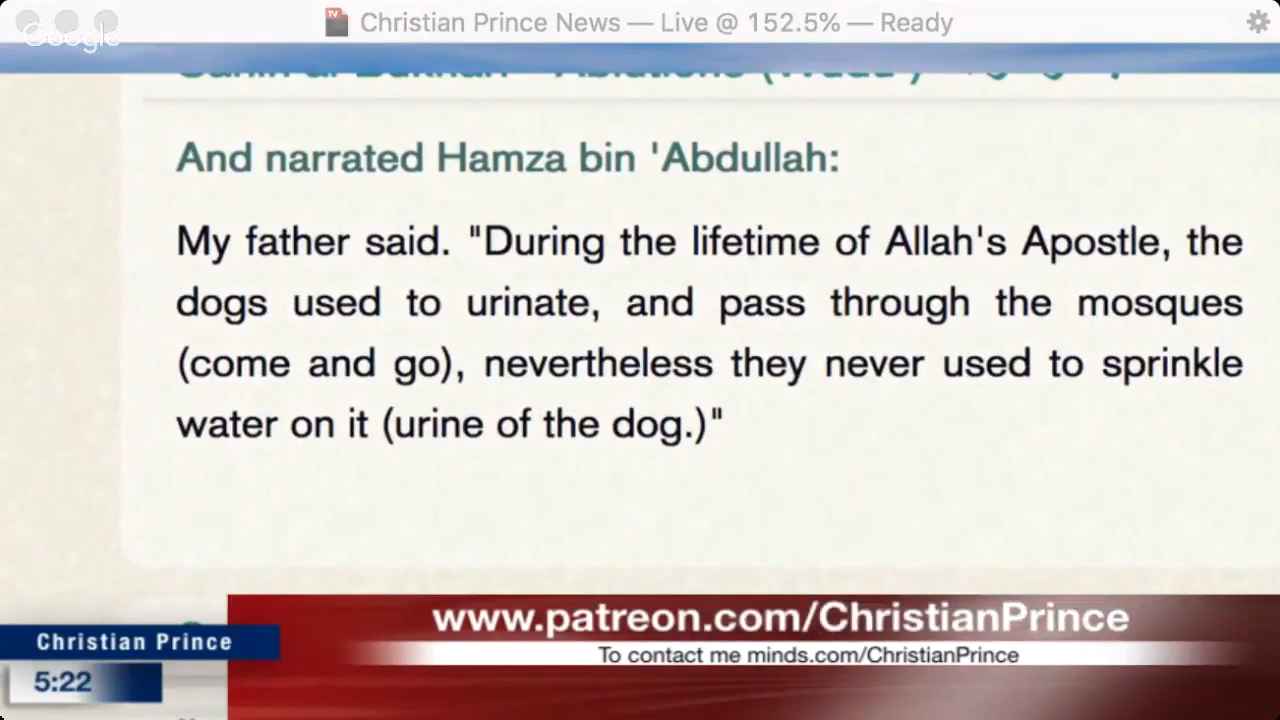 Christian Prince News — Live @ 152.5% — Ready
Google
And narrated Hamza bin 'Abdullah:
My father said. "During the lifetime of Allah's Apostle, the
dogs used to urinate, and pass through the mosques
(come and go), nevertheless they never used to sprinkle
water on it (urine of the dog.)"
www.patreon.com/ChristianPrince
To contact me minds.com/ChristianPrince
Christian Prince
5:22